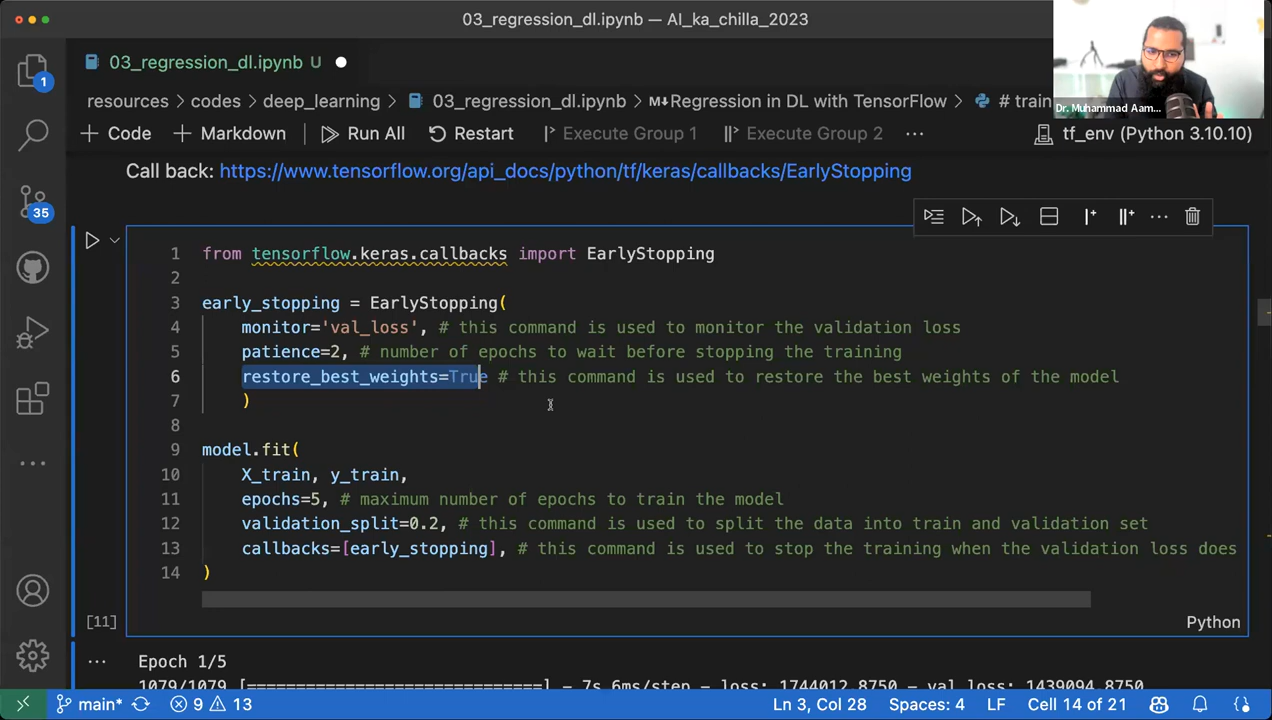 03_regression_dl.ipynb — AI_ka_chilla_2023
03_regression_dl.ipynb U
resources > codes > deep_learning > 03_regression_dl.ipynb > M↓Regression in DL with TensorFlow > # train
+ Code + Markdown Run All Restart Execute Group 1 Execute Group 2 ... tf_env (Python 3.10.10)
Dr. Muhammad Aam...
1
35
Call back: https://www.tensorflow.org/api_docs/python/tf/keras/callbacks/EarlyStopping
1 from tensorflow.keras.callbacks import EarlyStopping
2
3 early_stopping = EarlyStopping(
4 monitor='val_loss', # this command is used to monitor the validation loss
5 patience=2, # number of epochs to wait before stopping the training
6 restore_best_weights=True # this command is used to restore the best weights of the model
7 )
8
9 model.fit(
10 X_train, y_train,
11 epochs=5, # maximum number of epochs to train the model
12 validation_split=0.2, # this command is used to split the data into train and validation set
13 callbacks=[early_stopping], # this command is used to stop the training when the validation loss does
14 )
[11] Python
... Epoch 1/5
1079/1079 [==============================] - 7s 6ms/step - loss: 1744012.8750 - val_loss: 1439094.8750
main* 9 13 Ln 3, Col 28 Spaces: 4 LF Cell 14 of 21